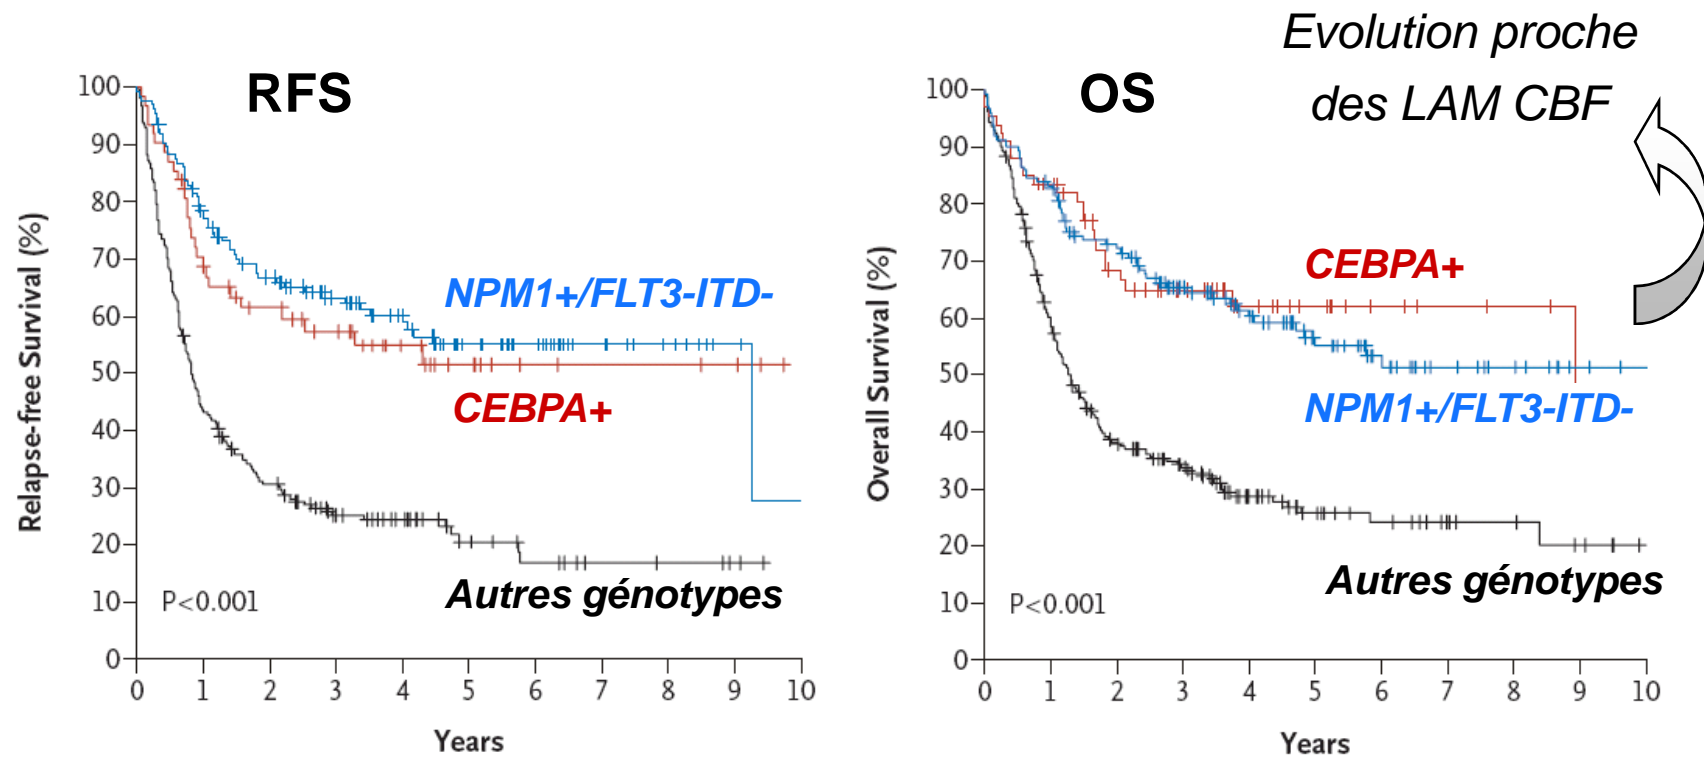 Evolution proche
des LAM CBF
RFS
Relapse-free Survival (%)
100
90
80
70
60
50
40
30
20
10
0
NPM1+/FLT3-ITD-
CEBPA+
Autres génotypes
P<0.001
0 1 2 3 4 5 6 7 8 9 10
Years
OS
Overall Survival (%)
100
90
80
70
60
50
40
30
20
10
0
CEBPA+
NPM1+/FLT3-ITD-
Autres génotypes
P<0.001
0 1 2 3 4 5 6 7 8 9 10
Years